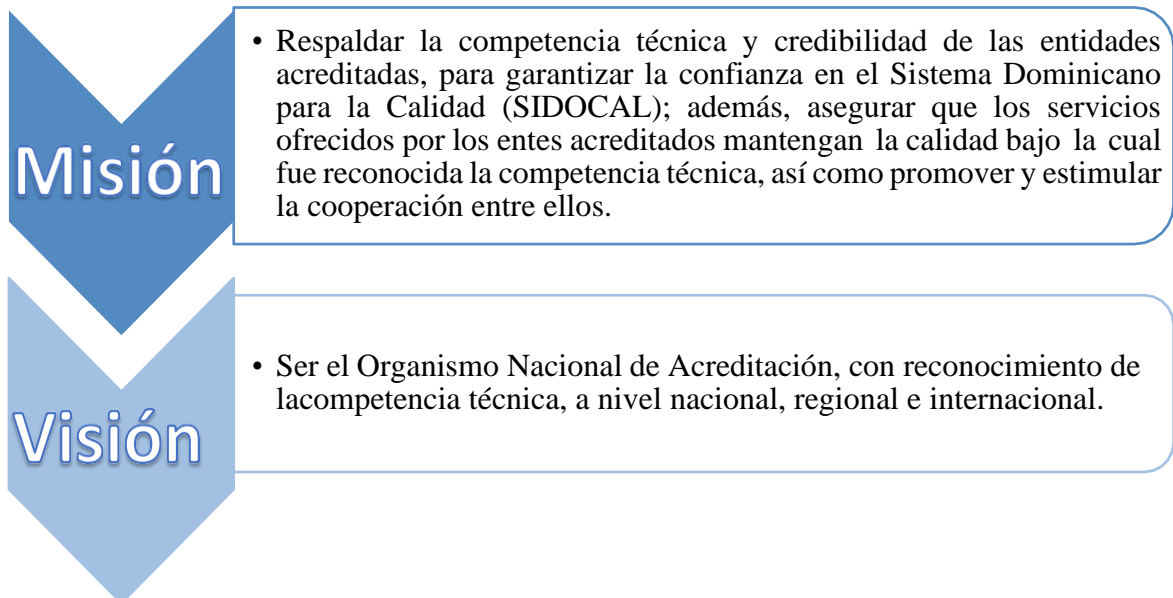 Misión
• Respaldar la competencia técnica y credibilidad de las entidades
acreditadas, para garantizar la confianza en el Sistema Dominicano
para la Calidad (SIDOCAL); además, asegurar que los servicios
ofrecidos por los entes acreditados mantengan la calidad bajo la cual
fue reconocida la competencia técnica, así como promover y estimular
la cooperación entre ellos.
Visión
• Ser el Organismo Nacional de Acreditación, con reconocimiento de
lacompetencia técnica, a nivel nacional, regional e internacional.